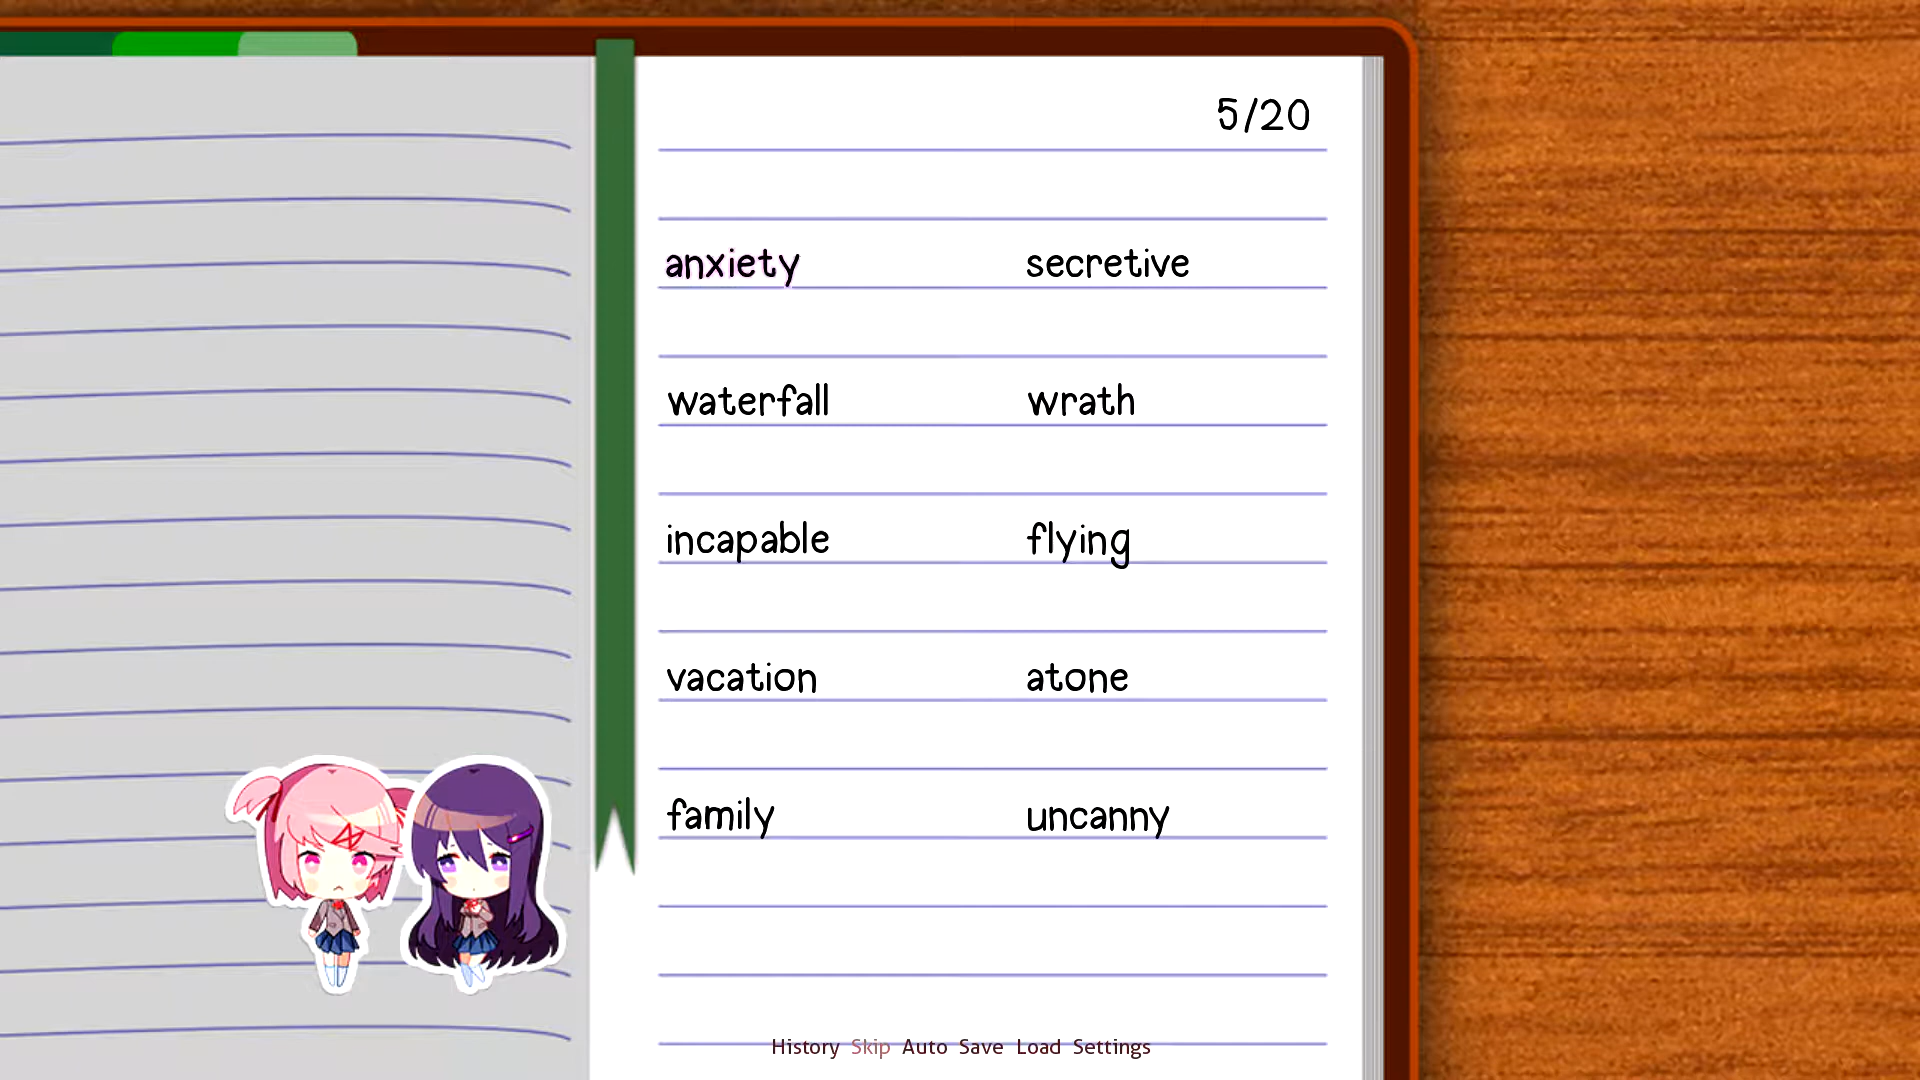 5/20
anxiety secretive
waterfall wrath
incapable flying
vacation atone
family uncanny
History Skip Auto Save Load Settings